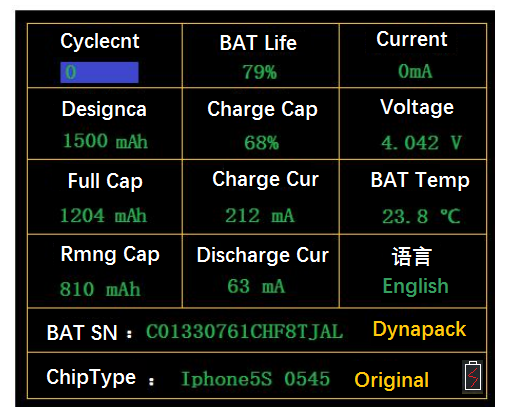 Cyclecnt BAT Life Current
0 79% 0mA
Designca Charge Cap Voltage
1500 mAh 68% 4.042 V
Full Cap Charge Cur BAT Temp
1204 mAh 212 mA 23.8 ℃
Rmng Cap Discharge Cur 语言
810 mAh 63 mA English
BAT SN： C01330761CHF8TJAL Dynapack
ChipType ： Iphone5S 0545 Original